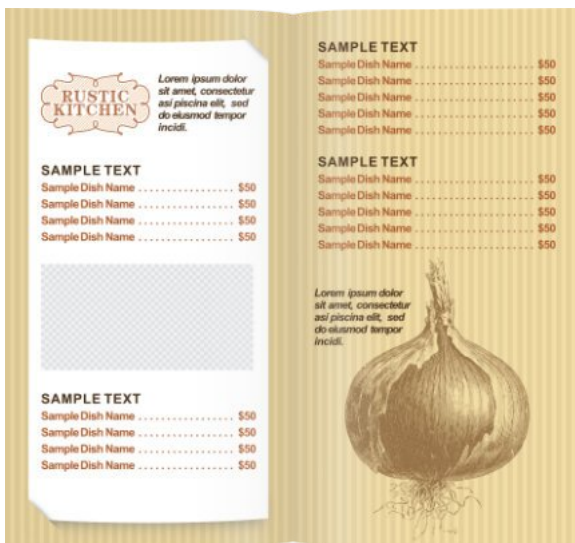 RUSTIC
KITCHEN
Lorem ipsum dolor
sit amet, consectetur
asi piscina elit, sed
do eiusmod tempor
incidi.
SAMPLE TEXT
Sample Dish Name ................. $50
Sample Dish Name ................. $50
Sample Dish Name ................. $50
Sample Dish Name ................. $50
SAMPLE TEXT
Sample Dish Name ................. $50
Sample Dish Name ................. $50
Sample Dish Name ................. $50
Sample Dish Name ................. $50
SAMPLE TEXT
Sample Dish Name ...................... $50
Sample Dish Name ...................... $50
Sample Dish Name ...................... $50
Sample Dish Name ...................... $50
Sample Dish Name ...................... $50
SAMPLE TEXT
Sample Dish Name ...................... $50
Sample Dish Name ...................... $50
Sample Dish Name ...................... $50
Sample Dish Name ...................... $50
Sample Dish Name ...................... $50
Lorem ipsum dolor
sit amet, consectetur
asi piscina elit, sed
do eiusmod tempor
incidi.